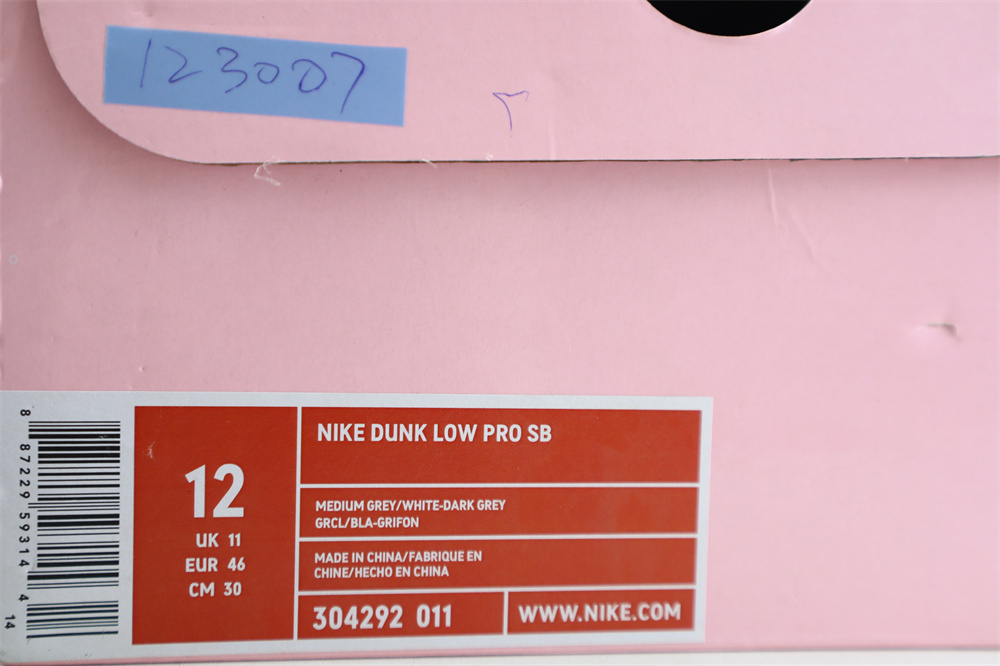 123007
NIKE DUNK LOW PRO SB
12
UK 11
EUR 46
CM 30
MEDIUM GREY/WHITE-DARK GREY
GRCL/BLA-GRIFON
MADE IN CHINA/FABRIQUE EN
CHINE/HECHO EN CHINA
304292 011
WWW.NIKE.COM
8 87229 59314 4 14